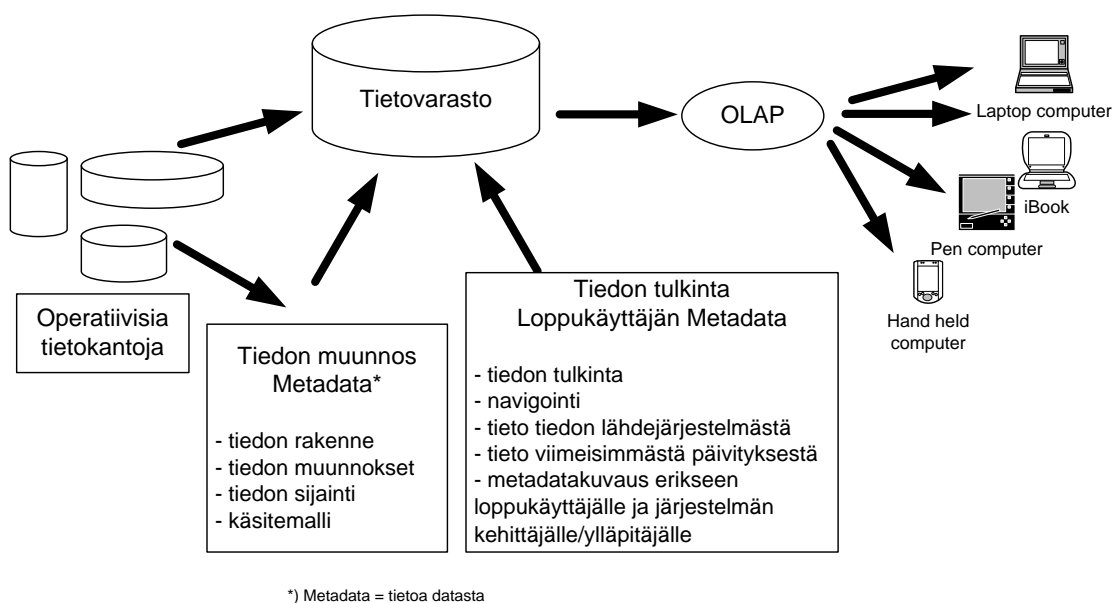 Tietovarasto
OLAP
Laptop computer
iBook
Pen computer
Hand held
computer
Operatiivisia
tietokantoja
Tiedon muunnos
Metadata*
- tiedon rakenne
- tiedon muunnokset
- tiedon sijainti
- käsitemalli
Tiedon tulkinta
Loppukäyttäjän Metadata
- tiedon tulkinta
- navigointi
- tieto tiedon lähdejärjestelmästä
- tieto viimeisimmästä päivityksestä
- metadatakuvaus erikseen
loppukäyttäjälle ja järjestelmän
kehittäjälle/ylläpitäjälle
*) Metadata = tietoa datasta